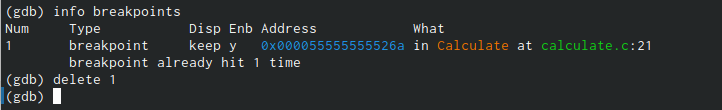 (gdb) info breakpoints
Num     Type           Disp Enb Address            What
1       breakpoint     keep y   0x000055555555526a in Calculate at calculate.c:21
        breakpoint already hit 1 time
(gdb) delete 1
(gdb)